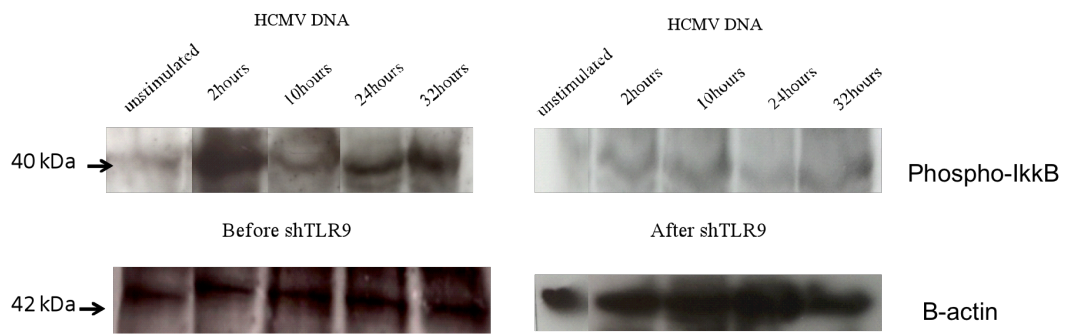 HCMV DNA
HCMV DNA
unstimulated 2hours 10hours 24hours 32hours
unstimulated 2hours 10hours 24hours 32hours
40 kDa
Phospho-IkkB
Before shTLR9
After shTLR9
42 kDa
B-actin